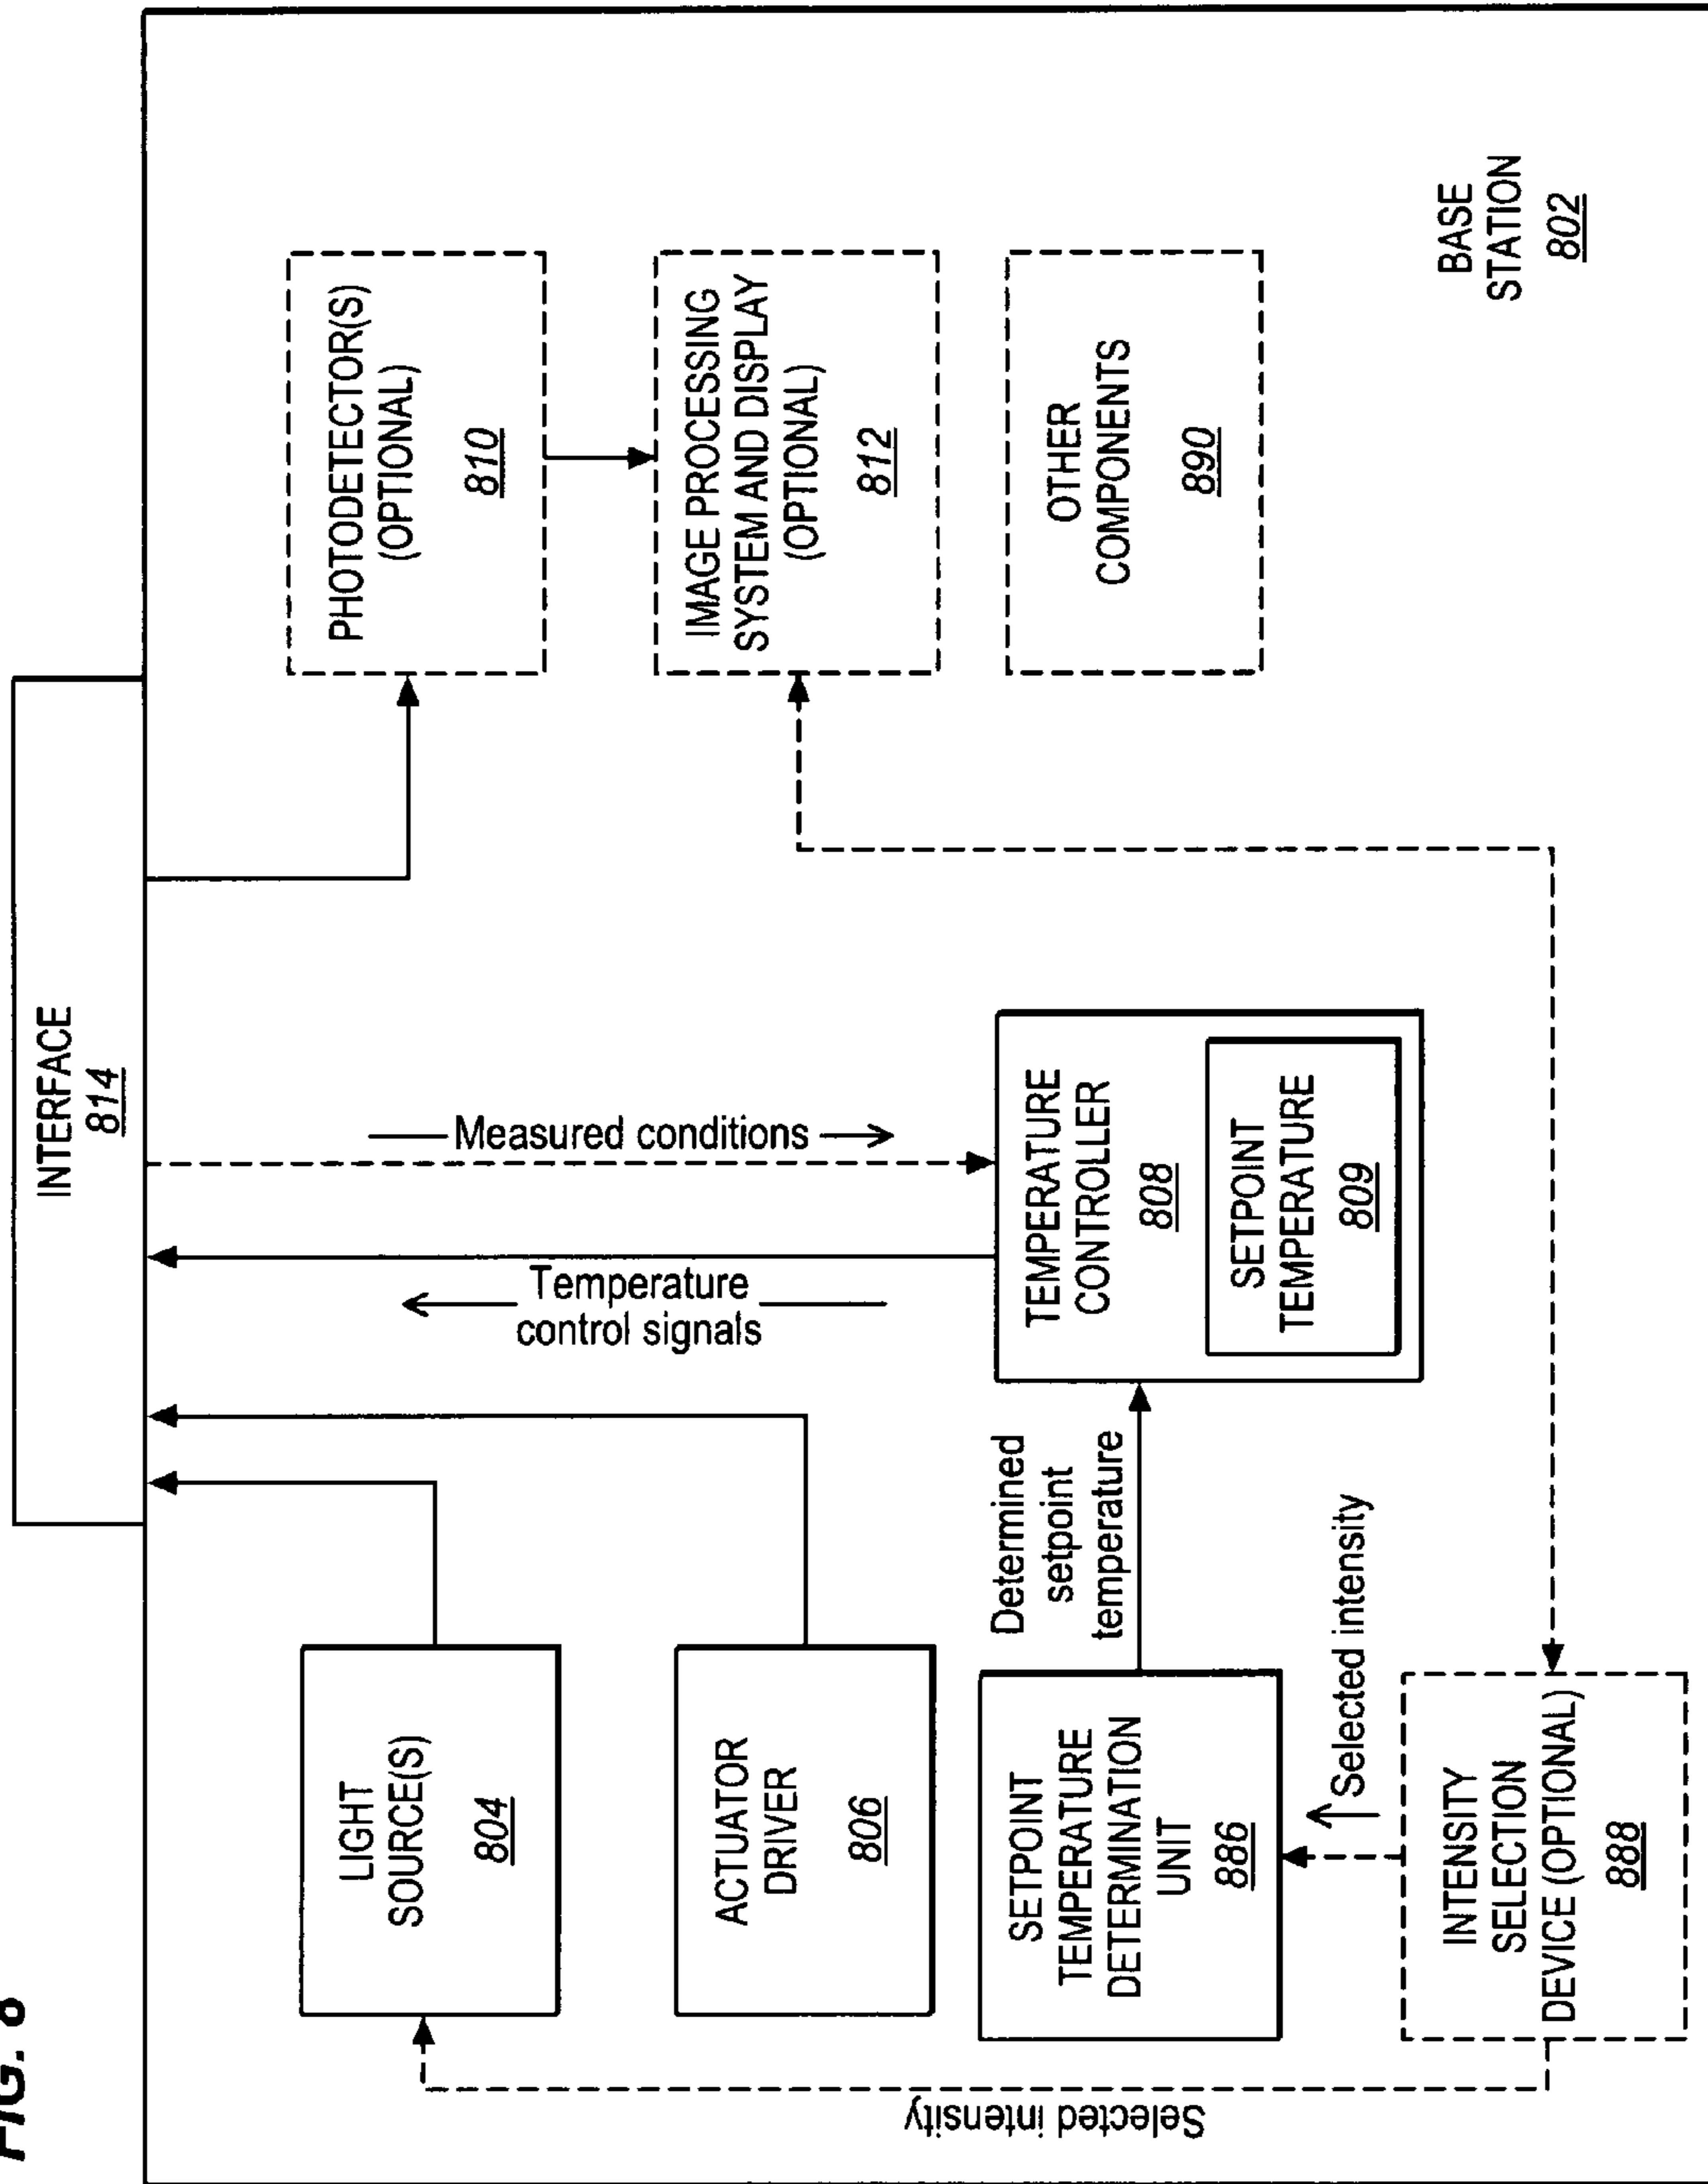 FIG. 8
INTERFACE
814
LIGHT
SOURCE(S)
804
ACTUATOR
DRIVER
806
SETPOINT
TEMPERATURE
DETERMINATION
UNIT
886
INTENSITY
SELECTION
DEVICE (OPTIONAL)
888
Selected intensity
Selected intensity
Determined
setpoint
temperature
Temperature
control signals
Measured conditions
TEMPERATURE
CONTROLLER
808
SETPOINT
TEMPERATURE
809
PHOTODETECTOR(S)
(OPTIONAL)
810
IMAGE PROCESSING
SYSTEM AND DISPLAY
(OPTIONAL)
812
OTHER
COMPONENTS
890
BASE
STATION
802